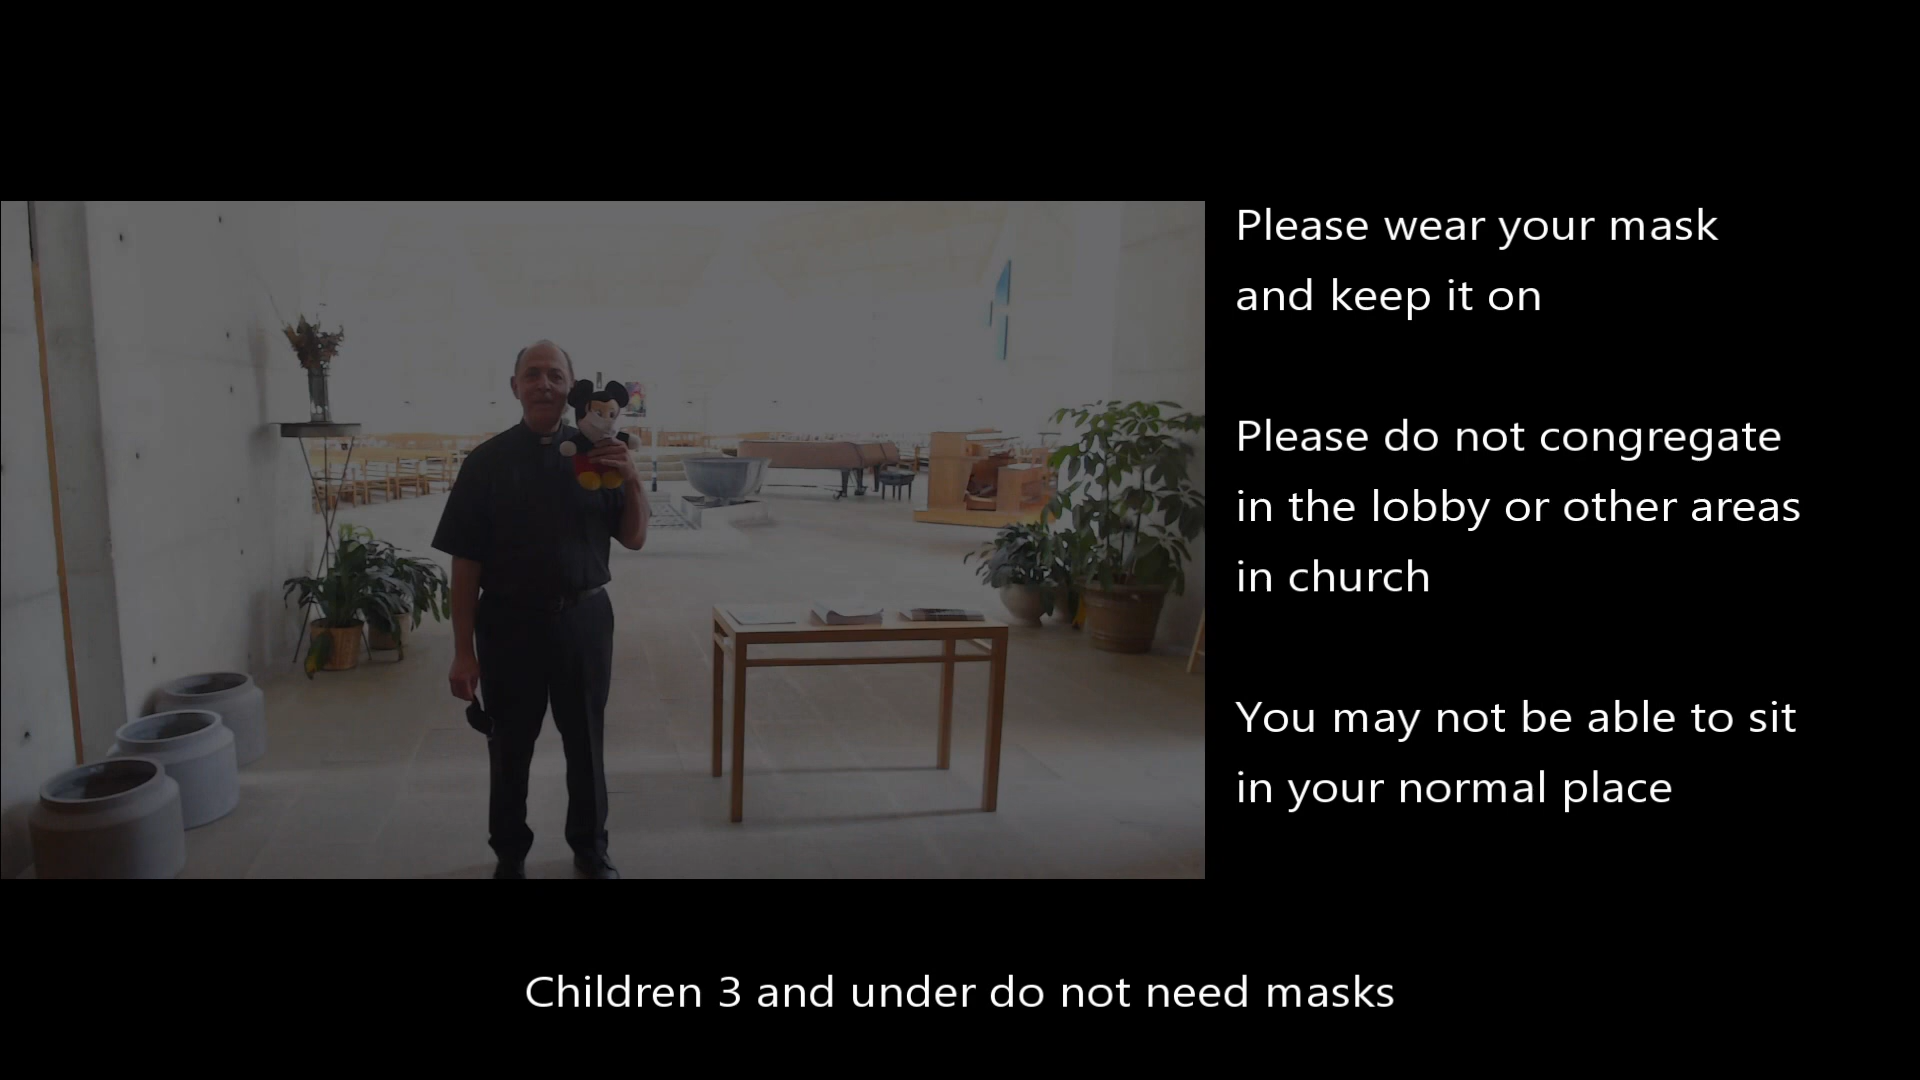 Please wear your mask
and keep it on
Please do not congregate
in the lobby or other areas
in church
You may not be able to sit
in your normal place
Children 3 and under do not need masks